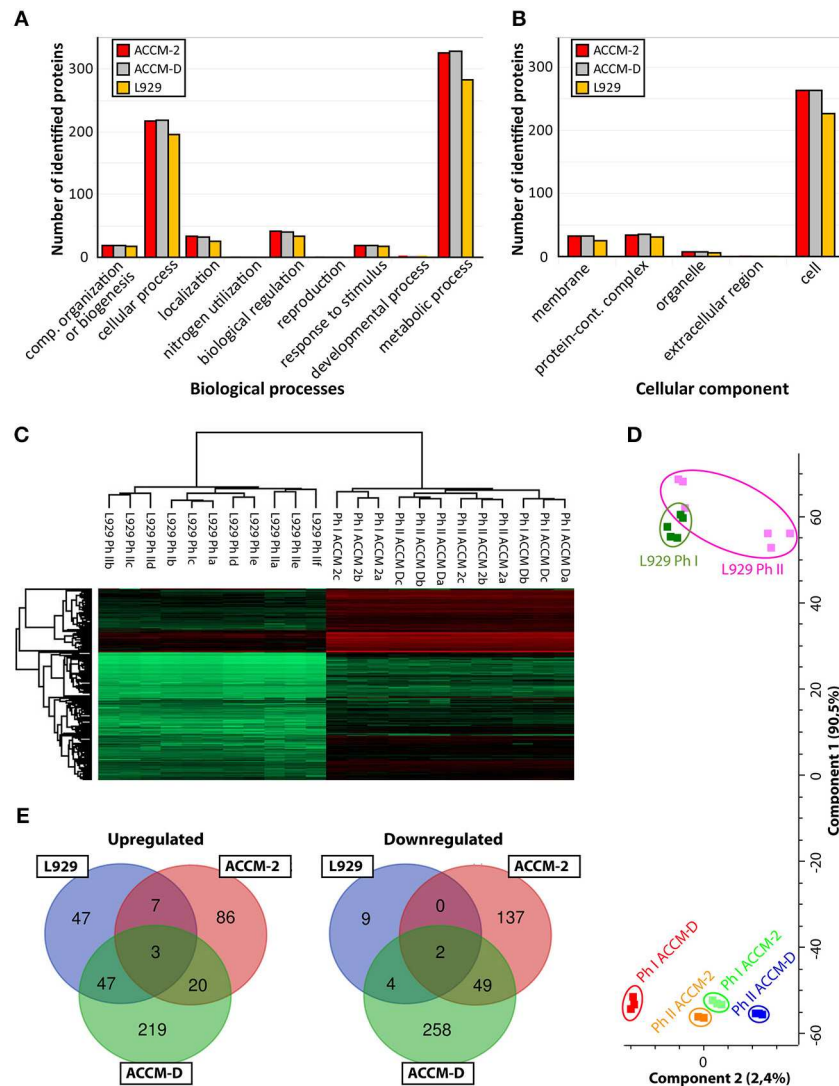 A
Number of identified proteins
300
200
100
0
ACCM-2
ACCM-D
L929
comp. organization
or biogenesis
cellular process
localization
nitrogen utilization
biological regulation
reproduction
response to stimulus
developmental process
metabolic process
Biological processes
B
Number of identified proteins
300
200
100
0
ACCM-2
ACCM-D
L929
membrane
protein-cont. complex
organelle
extracellular region
cell
Cellular component
C
L929 Ph IIb
L929 Ph IIc
L929 Ph IId
L929 Ph Ib
L929 Ph Ic
L929 Ph Ia
L929 Ph Id
L929 Ph Ie
L929 Ph IIa
L929 Ph IIe
L929 Ph IIf
Ph I ACCM 2c
Ph I ACCM 2b
Ph I ACCM 2a
Ph II ACCM Dc
Ph II ACCM Db
Ph II ACCM Da
Ph II ACCM 2c
Ph II ACCM 2b
Ph II ACCM 2a
Ph I ACCM Db
Ph I ACCM Dc
Ph I ACCM Da
D
L929 Ph I
L929 Ph II
60
40
20
0
-20
-40
-60
Component 1 (90,5%)
Ph I ACCM-D
Ph II ACCM-2
Ph I ACCM-2
Ph II ACCM-D
0
Component 2 (2,4%)
E
Upregulated
L929
ACCM-2
47
7
86
3
47
20
219
ACCM-D
Downregulated
L929
ACCM-2
9
0
137
2
4
49
258
ACCM-D